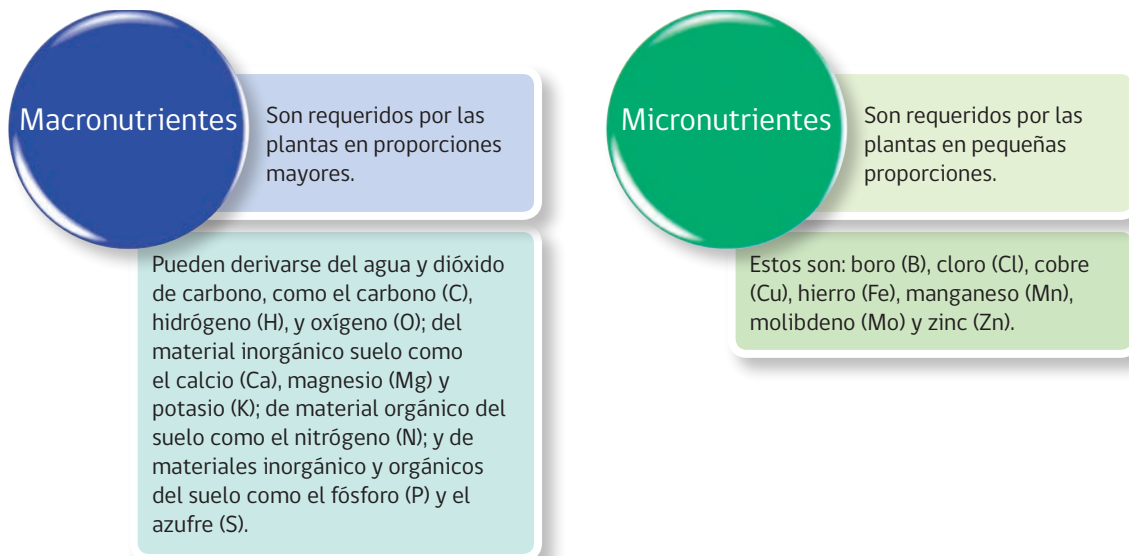 Macronutrientes
Son requeridos por las
plantas en proporciones
mayores.
Pueden derivarse del agua y dióxido
de carbono, como el carbono (C),
hidrógeno (H), y oxígeno (O); del
material inorgánico suelo como
el calcio (Ca), magnesio (Mg) y
potasio (K); de material orgánico del
suelo como el nitrógeno (N); y de
materiales inorgánico y orgánicos
del suelo como el fósforo (P) y el
azufre (S).
Micronutrientes
Son requeridos por las
plantas en pequeñas
proporciones.
Estos son: boro (B), cloro (Cl), cobre
(Cu), hierro (Fe), manganeso (Mn),
molibdeno (Mo) y zinc (Zn).